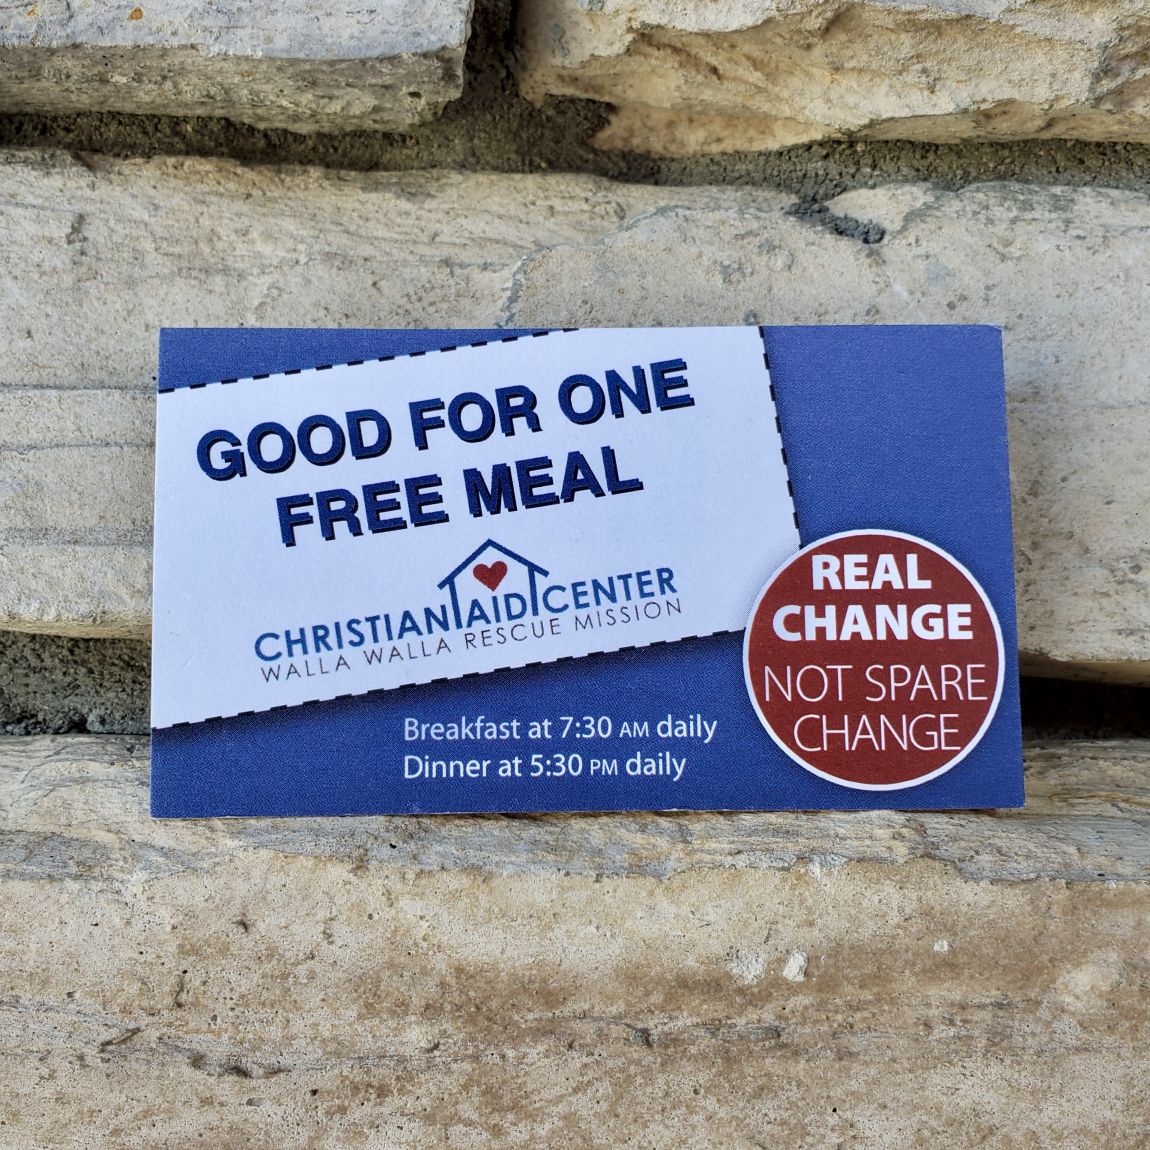 GOOD FOR ONE
FREE MEAL
CHRISTIAN AID CENTER
WALLA WALLA RESCUE MISSION
Breakfast at 7:30 AM daily
Dinner at 5:30 PM daily
REAL
CHANGE
NOT SPARE
CHANGE